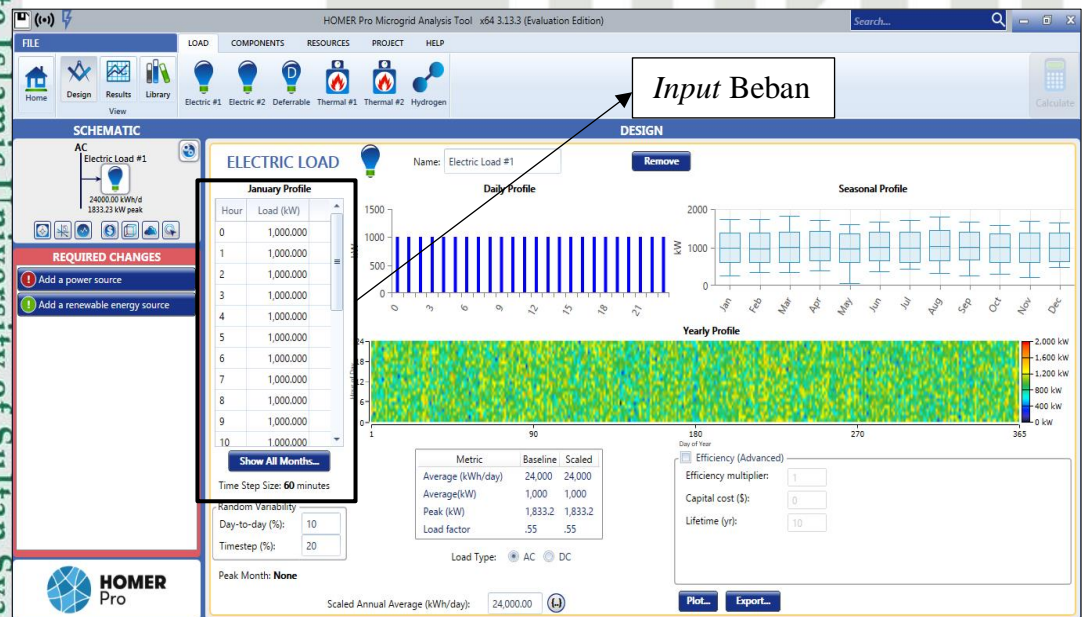 HOMER Pro Microgrid Analysis Tool x64 3.13.3 (Evaluation Edition)
Search...
FILE
LOAD COMPONENTS RESOURCES PROJECT HELP
Home Design Results Library
View
Electric #1 Electric #2 Deferrable Thermal #1 Thermal #2 Hydrogen
Calculate
Input Beban
SCHEMATIC
DESIGN
AC
Electric Load #1
24000.00 kWh/d
1833.23 kW peak
REQUIRED CHANGES
Add a power source
Add a renewable energy source
HOMER
Pro
ELECTRIC LOAD
Name: Electric Load #1
Remove
January Profile
Hour Load (kW)
0 1,000.000
1 1,000.000
2 1,000.000
3 1,000.000
4 1,000.000
5 1,000.000
6 1,000.000
7 1,000.000
8 1,000.000
9 1,000.000
10 1,000.000
Show All Months...
Time Step Size: 60 minutes
Random Variability
Day-to-day (%): 10
Timestep (%): 20
Peak Month: None
Daily Profile
kW
1500
1000
500
0
0 3 6 9 12 15 18 21
Seasonal Profile
kW
2000
1000
0
Jan Feb Mar Apr May Jun Jul Aug Sep Oct Nov Dec
Yearly Profile
24
18
12
6
0
1 90 180 270 365
Day of Year
2,000 kW
1,600 kW
1,200 kW
800 kW
400 kW
0 kW
Metric Baseline Scaled
Average (kWh/day) 24,000 24,000
Average(kW) 1,000 1,000
Peak (kW) 1,833.2 1,833.2
Load factor .55 .55
Load Type: AC DC
Scaled Annual Average (kWh/day): 24,000.00
Efficiency (Advanced)
Efficiency multiplier: 1
Capital cost ($): 0
Lifetime (yr): 10
Plot... Export...